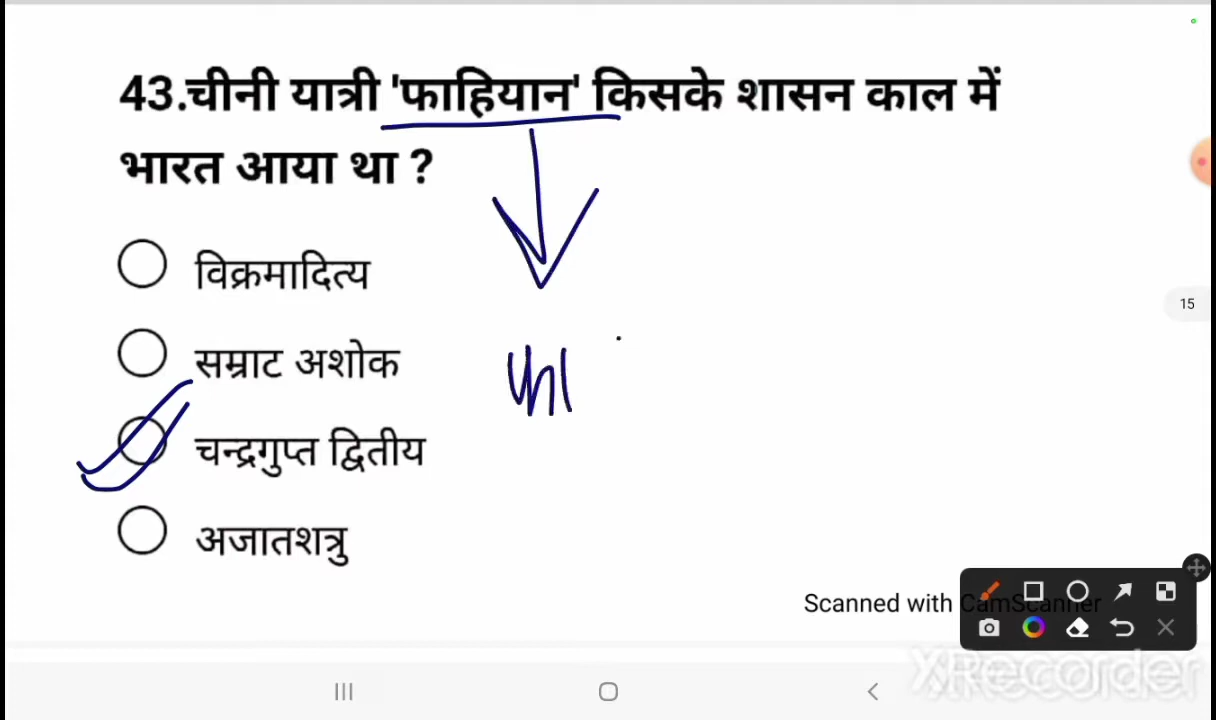 43.चीनी यात्री 'फाहियान' किसके शासन काल में
भारत आया था ?
विक्रमादित्य
सम्राट अशोक
फा
चन्द्रगुप्त द्वितीय
अजातशत्रु
15
Scanned with CamScanner
XRecorder